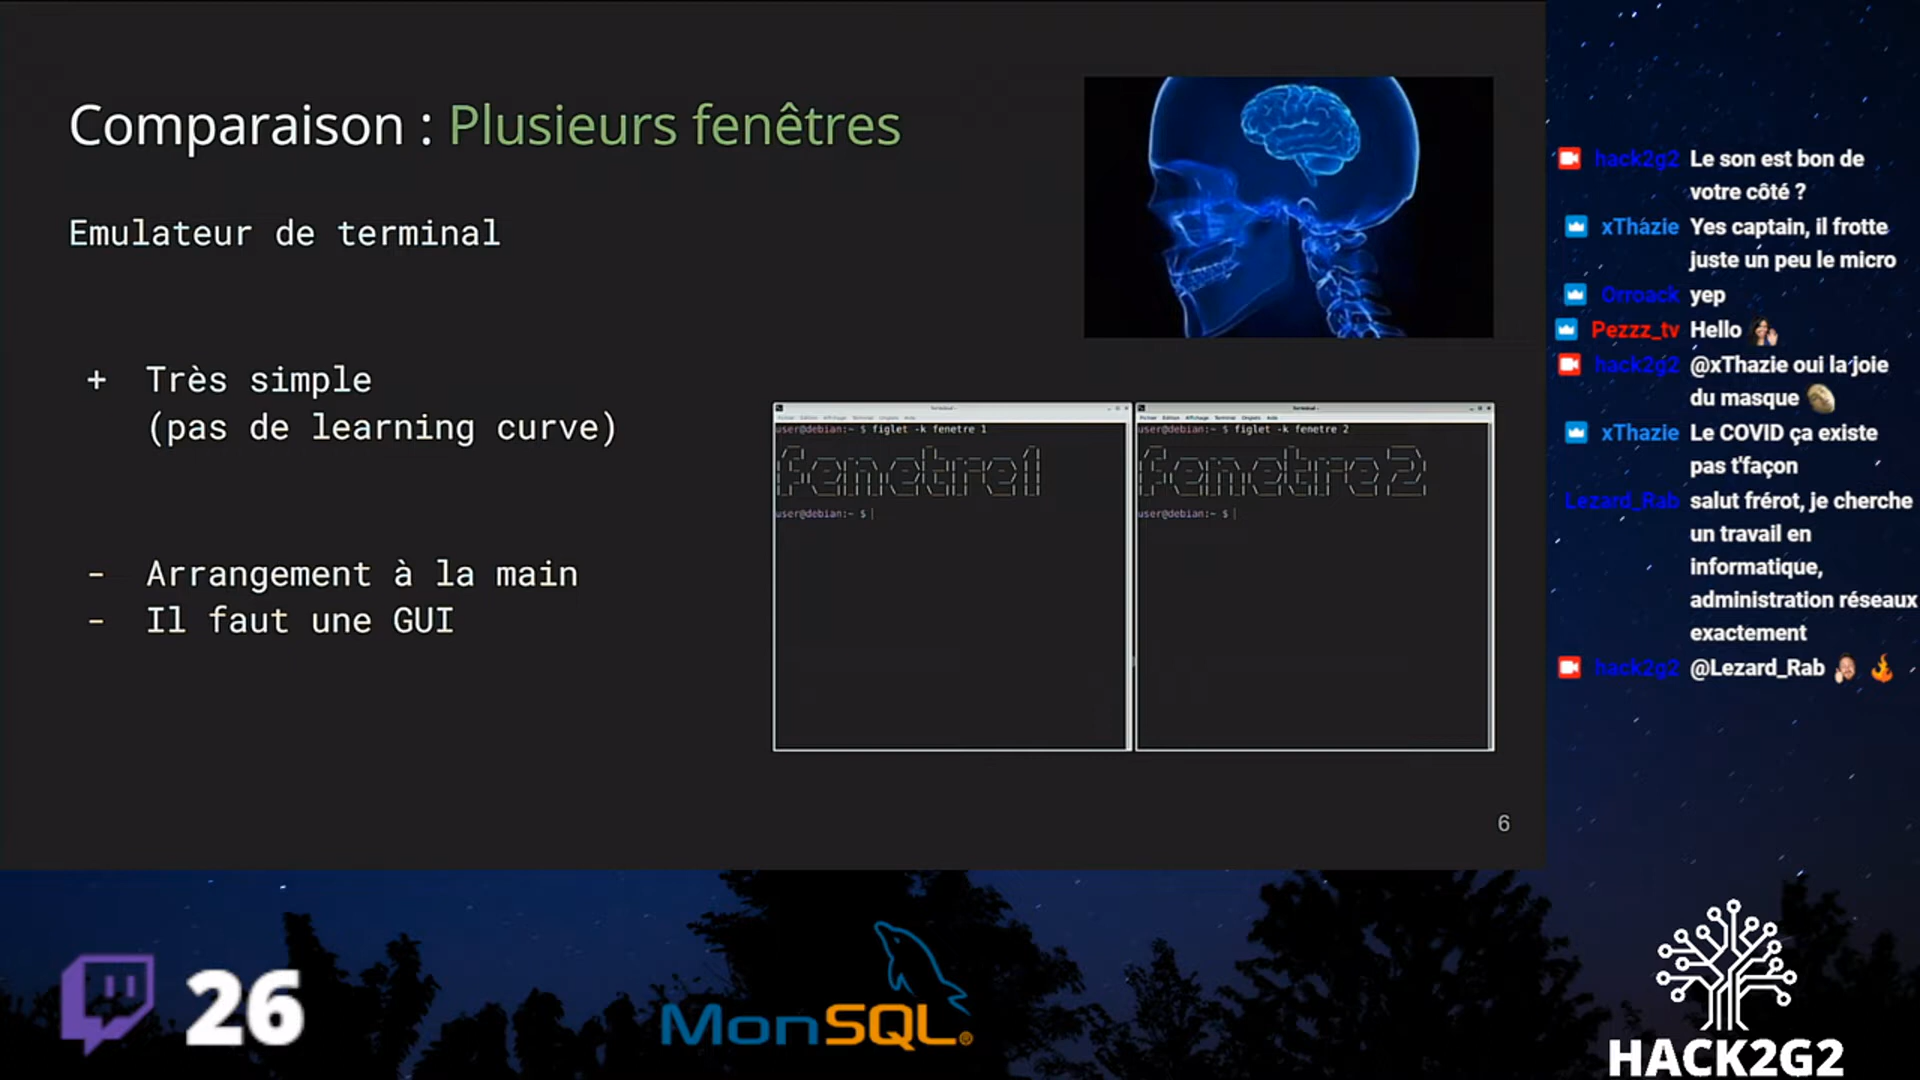 Comparaison : Plusieurs fenêtres
Emulateur de terminal
+ Très simple
(pas de learning curve)
- Arrangement à la main
- Il faut une GUI
user@debian:~ $ figlet -k fenetre 1
fenetre1
user@debian:~ $
user@debian:~ $ figlet -k fenetre 2
fenetre2
user@debian:~ $
6
hack2g2 Le son est bon de
votre côté ?
xThazie Yes captain, il frotte
juste un peu le micro
Orroack yep
Pezzz_tv Hello
hack2g2 @xThazie oui la joie
du masque
xThazie Le COVID ça existe
pas t'façon
Lezard_Rab salut frérot, je cherche
un travail en
informatique,
administration réseaux
exactement
hack2g2 @Lezard_Rab
26
MonSQL®
HACK2G2